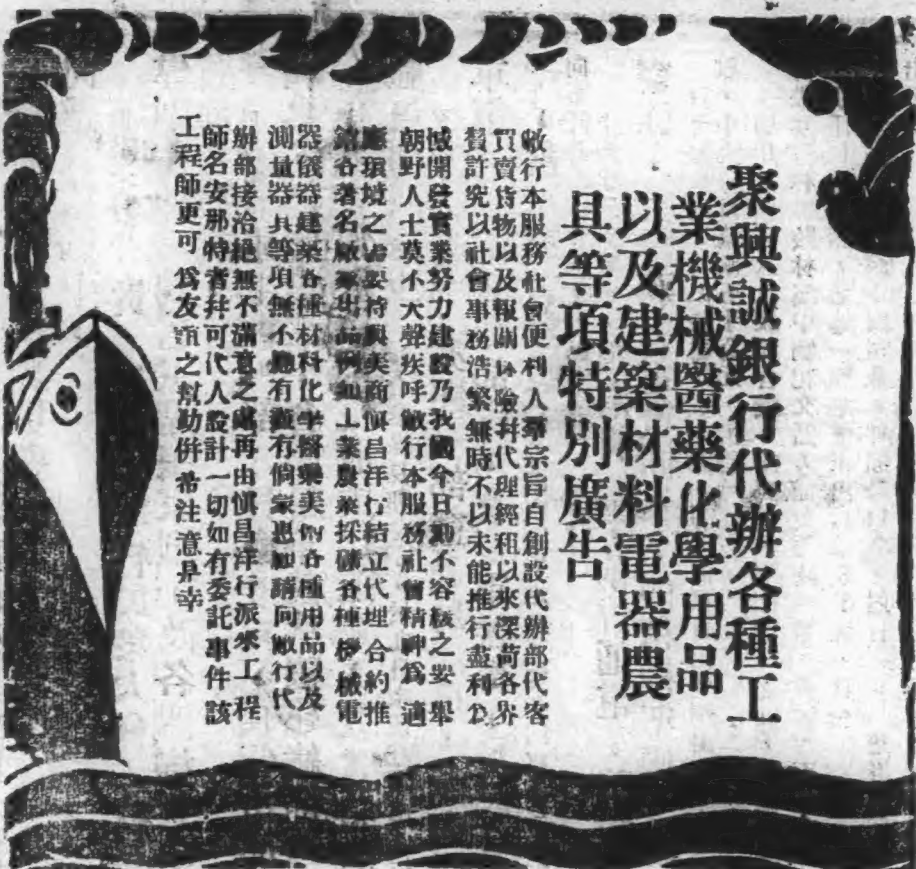 聚興誠銀行代辦各種工
業機械醫藥化學用品
以及建築材料電器農
具等項特別廣告
敝行本服務社會便利人羣宗旨自創設代辦部代客
買賣貨物以及報關保險并代理經租以來深荷各界
贊許究以社會事務浩繁無時不以未能推行盡利公
開發實業努力建設乃我國今日刻不容緩之要舉
朝野人士莫不大聲疾呼敝行本服務社會精神爲適
應環境之需要特與美商慎昌洋行結立代理合約推
銷各著名廠家出品例如工業農業採礦各種機械電
器儀器建築各種材料化學醫藥美術各種用品以及
測量器具等項無不應有盡有倘家惠顧請向敝行代
辦部接洽絕無不滿意之處再由慎昌洋行派來工程
師名安那特者并可代人設計一切如有委託事件該
工程師更可爲友誼之幫助併希注意是幸